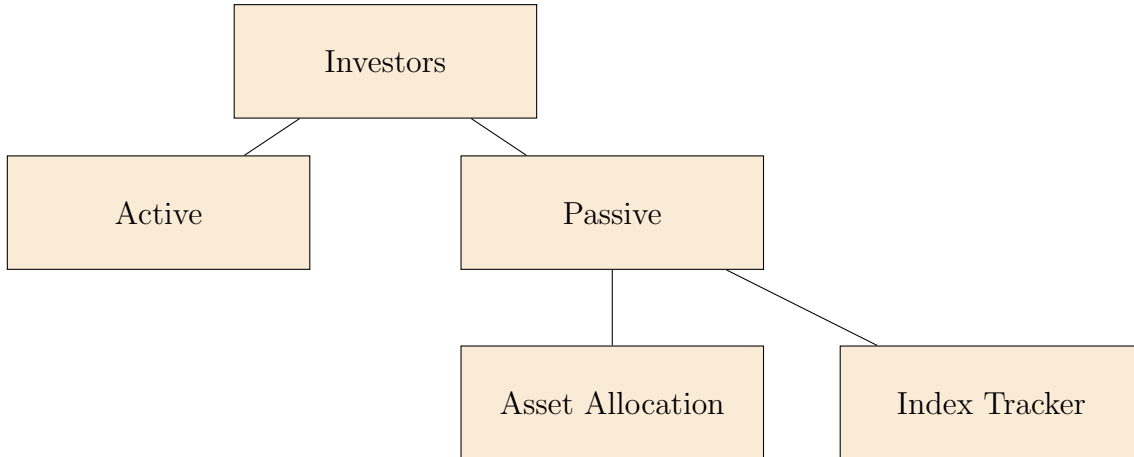 Investors
Active
Passive
Asset Allocation
Index Tracker